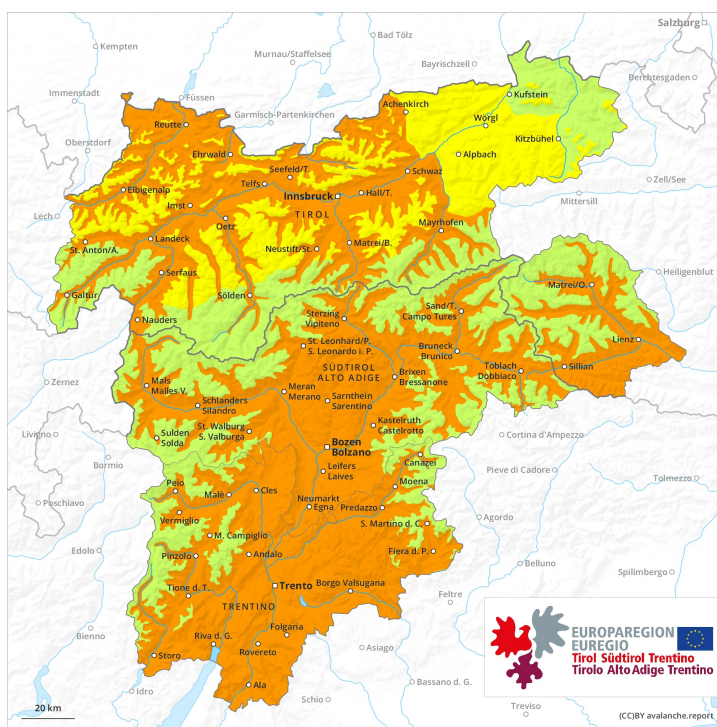 Salzburg
Bad Tölz
Kempten
Murnau/Staffelsee
Bayrischzell
Berchtesgaden
Immenstadt
Füssen
Kufstein
Achenkirch
Garmisch-Partenkirchen
Reutte
Wörgl
Kitzbühel
Oberstdorf
Ehrwald
Alpbach
Seefeld/T.
Schwaz
Zell/See
Elbigenalp
Telfs
Innsbruck
Hall/T.
Mittersill
Imst
TIROL
Lech
Oetz
Mayrhofen
St. Anton/A.
Landeck
Neustift/St.
Matrei/B.
Serfaus
Heiligenblut
Galtür
Sölden
Matrei/O.
Nauders
Sterzing
Vipiteno
Sand/T.
Campo Tures
Lienz
St. Leonhard/P.
S. Leonardo i. P.
Bruneck
Brunico
SÜDTIROL
ALTO ADIGE
Toblach
Dobbiaco
Sillian
Zernez
Mals
Malles V.
Meran
Merano
Brixen
Bressanone
Schlanders
Silandro
Sarnthein
Sarentino
Kastelruth
Castelrotto
Livigno
St. Walburg
S. Valburga
Sulden
Solda
Bozen
Bolzano
Cortina d'Ampezzo
Bormio
Leifers
Laives
Canazei
Pieve di Cadore
Tolmezzo
Peio
Malè
Cles
Neumarkt
Egna
Moena
Predazzo
Poschiavo
Vermiglio
S. Martino d. C.
Agordo
M. Campiglio
Edolo
Pinzolo
Andalo
Fiera d. P.
Belluno
Spilimbergo
Tione d. T.
Trento
Borgo Valsugana
Feltre
TRENTINO
Folgaria
Bienno
Riva d. G.
Storo
Rovereto
Asiago
Idro
Ala
Schio
Bassano d. G.
Treviso
EUROPAREGION
EUREGIO
Tirol Südtirol Trentino
Tirolo Alto Adige Trentino
20 km
(CC)BY avalanche.report